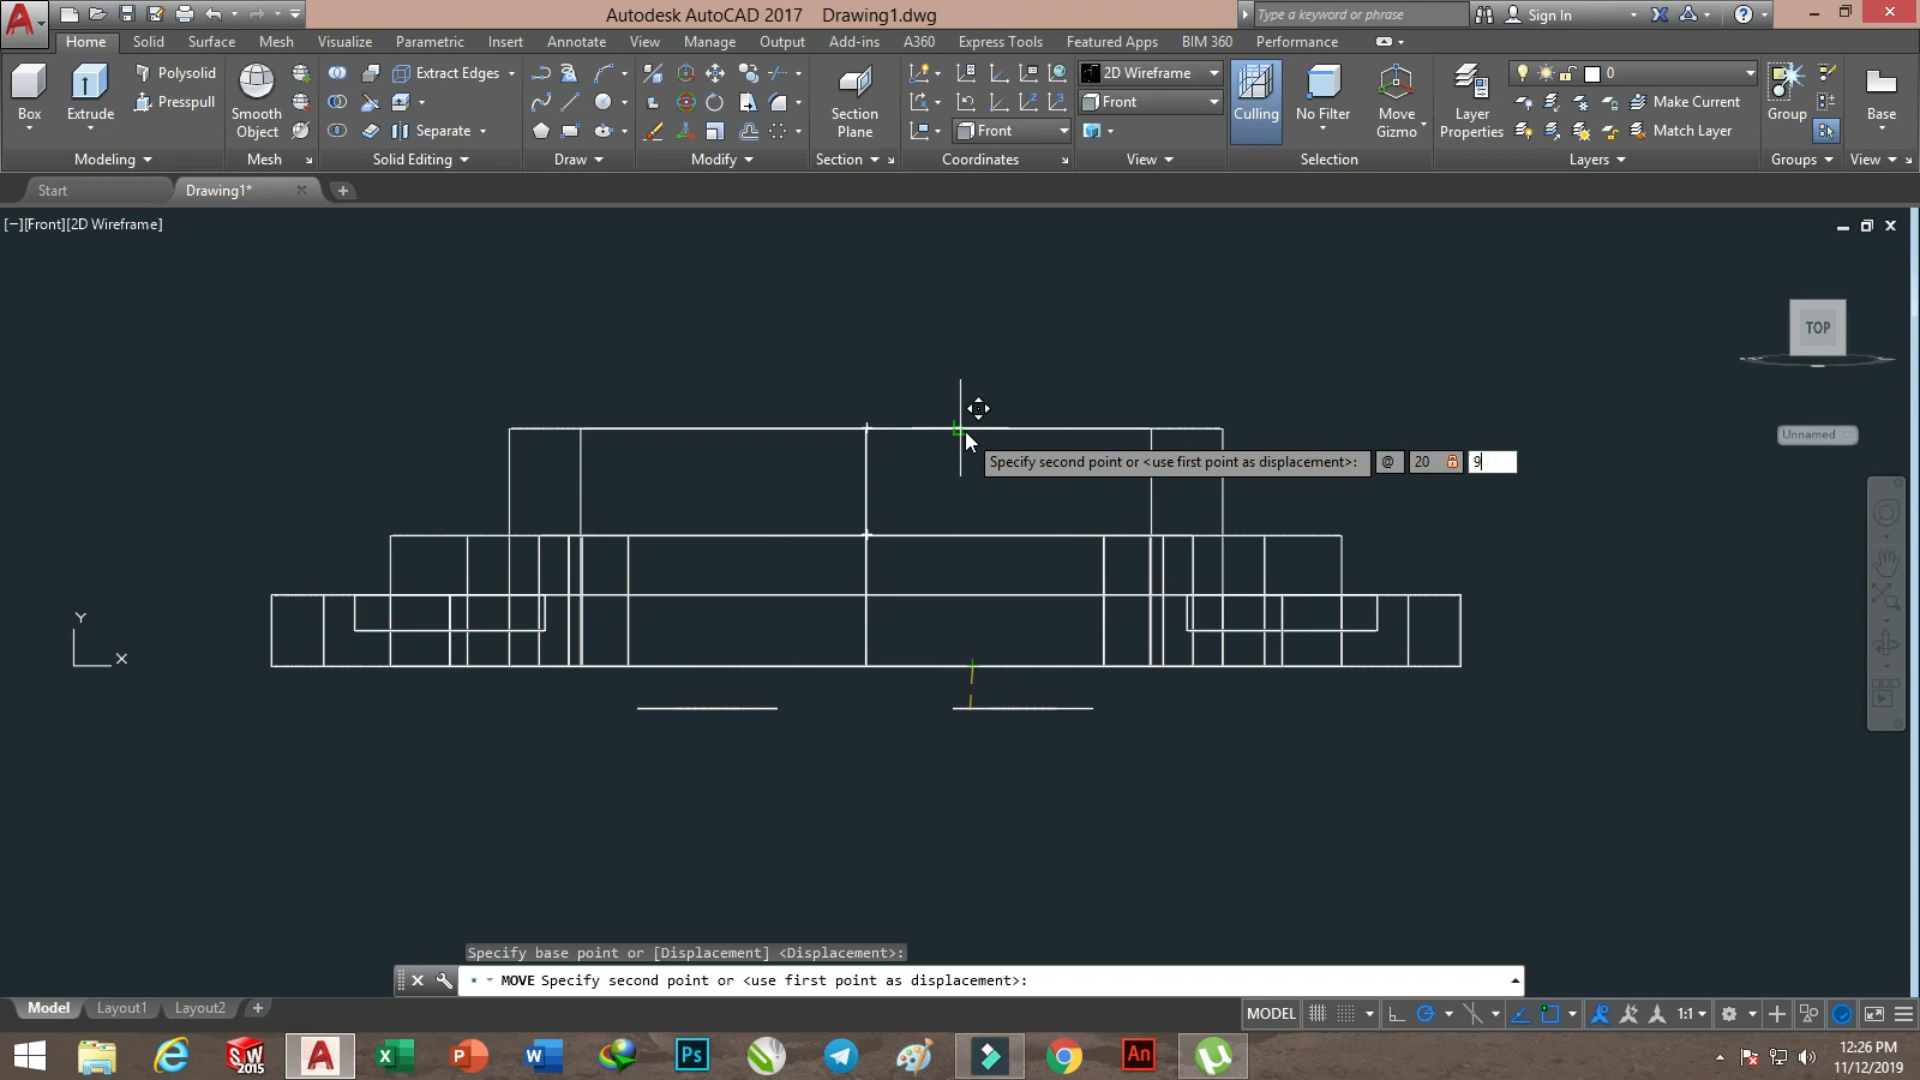 Autodesk AutoCAD 2017 Drawing1.dwg
Type a keyword or phrase
Sign In
Home Solid Surface Mesh Visualize Parametric Insert Annotate View Manage Output Add-ins A360 Express Tools Featured Apps BIM 360 Performance
Box
Extrude
Polysolid
Presspull
Modeling
Smooth
Object
Mesh
Extract Edges
Separate
Solid Editing
Draw
Modify
Section
Plane
Section
Front
Coordinates
2D Wireframe
Front
View
Culling
No Filter
Move
Gizmo
Selection
Layer
Properties
0
Make Current
Match Layer
Layers
Group
Groups
Base
View
Start
Drawing1*
[−][Front][2D Wireframe]
TOP
Unnamed
Specify second point or <use first point as displacement>: @ 20 9
Y
X
Specify base point or [Displacement] <Displacement>:
MOVE Specify second point or <use first point as displacement>:
Model Layout1 Layout2
MODEL
1:1
SW
2015
Ps
An
12:26 PM
11/12/2019